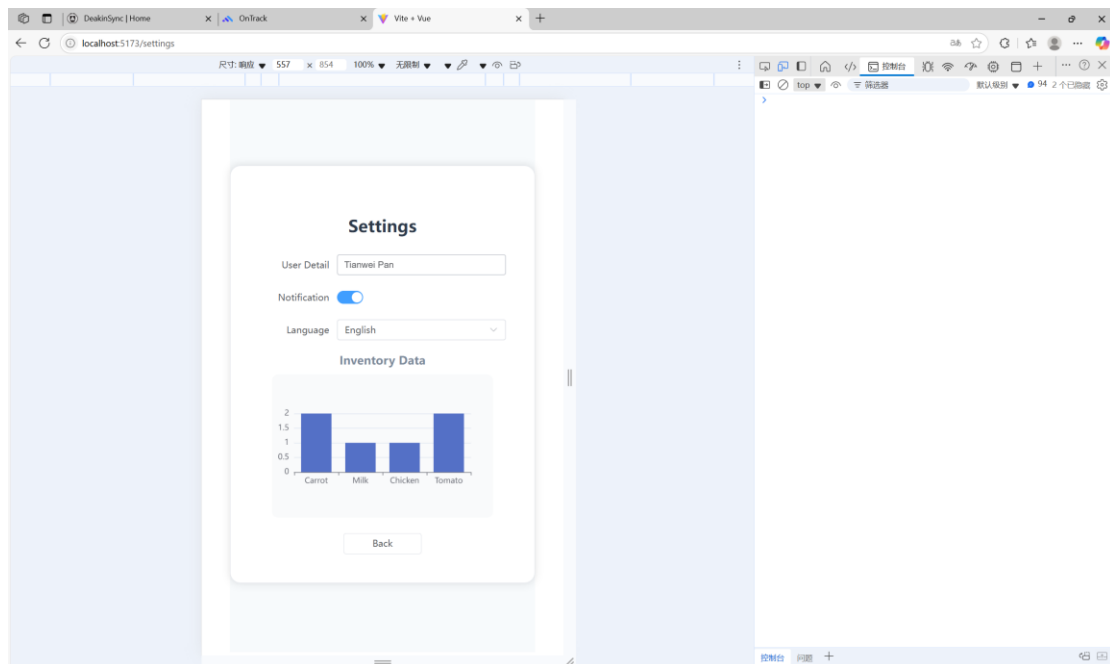 DeakinSync | Home
OnTrack
Vite + Vue
localhost:5173/settings
尺寸: 响应 557 × 854 100% 无限制
控制台
top 筛选器 默认级别 94 2 个已隐藏
Settings
User Detail Tianwei Pan
Notification
Language English
Inventory Data
2
1.5
1
0.5
0
Carrot Milk Chicken Tomato
Back
控制台 问题